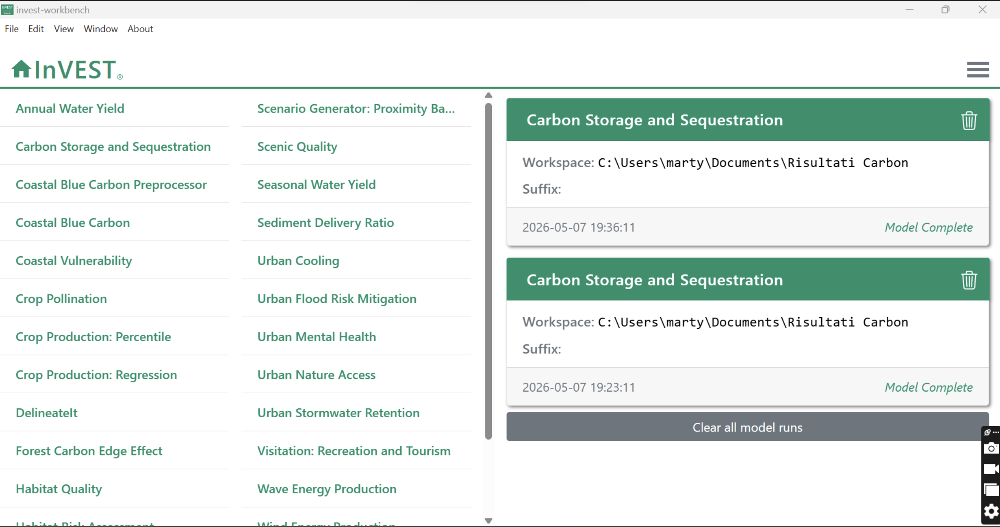 invest-workbench
File Edit View Window About
InVEST®
Annual Water Yield
Carbon Storage and Sequestration
Coastal Blue Carbon Preprocessor
Coastal Blue Carbon
Coastal Vulnerability
Crop Pollination
Crop Production: Percentile
Crop Production: Regression
DelineateIt
Forest Carbon Edge Effect
Habitat Quality
Habitat Risk Assessment
Scenario Generator: Proximity Ba...
Scenic Quality
Seasonal Water Yield
Sediment Delivery Ratio
Urban Cooling
Urban Flood Risk Mitigation
Urban Mental Health
Urban Nature Access
Urban Stormwater Retention
Visitation: Recreation and Tourism
Wave Energy Production
Wind Energy Production
Carbon Storage and Sequestration
Workspace: C:\Users\marty\Documents\Risultati Carbon
Suffix:
2026-05-07 19:36:11 Model Complete
Carbon Storage and Sequestration
Workspace: C:\Users\marty\Documents\Risultati Carbon
Suffix:
2026-05-07 19:23:11 Model Complete
Clear all model runs